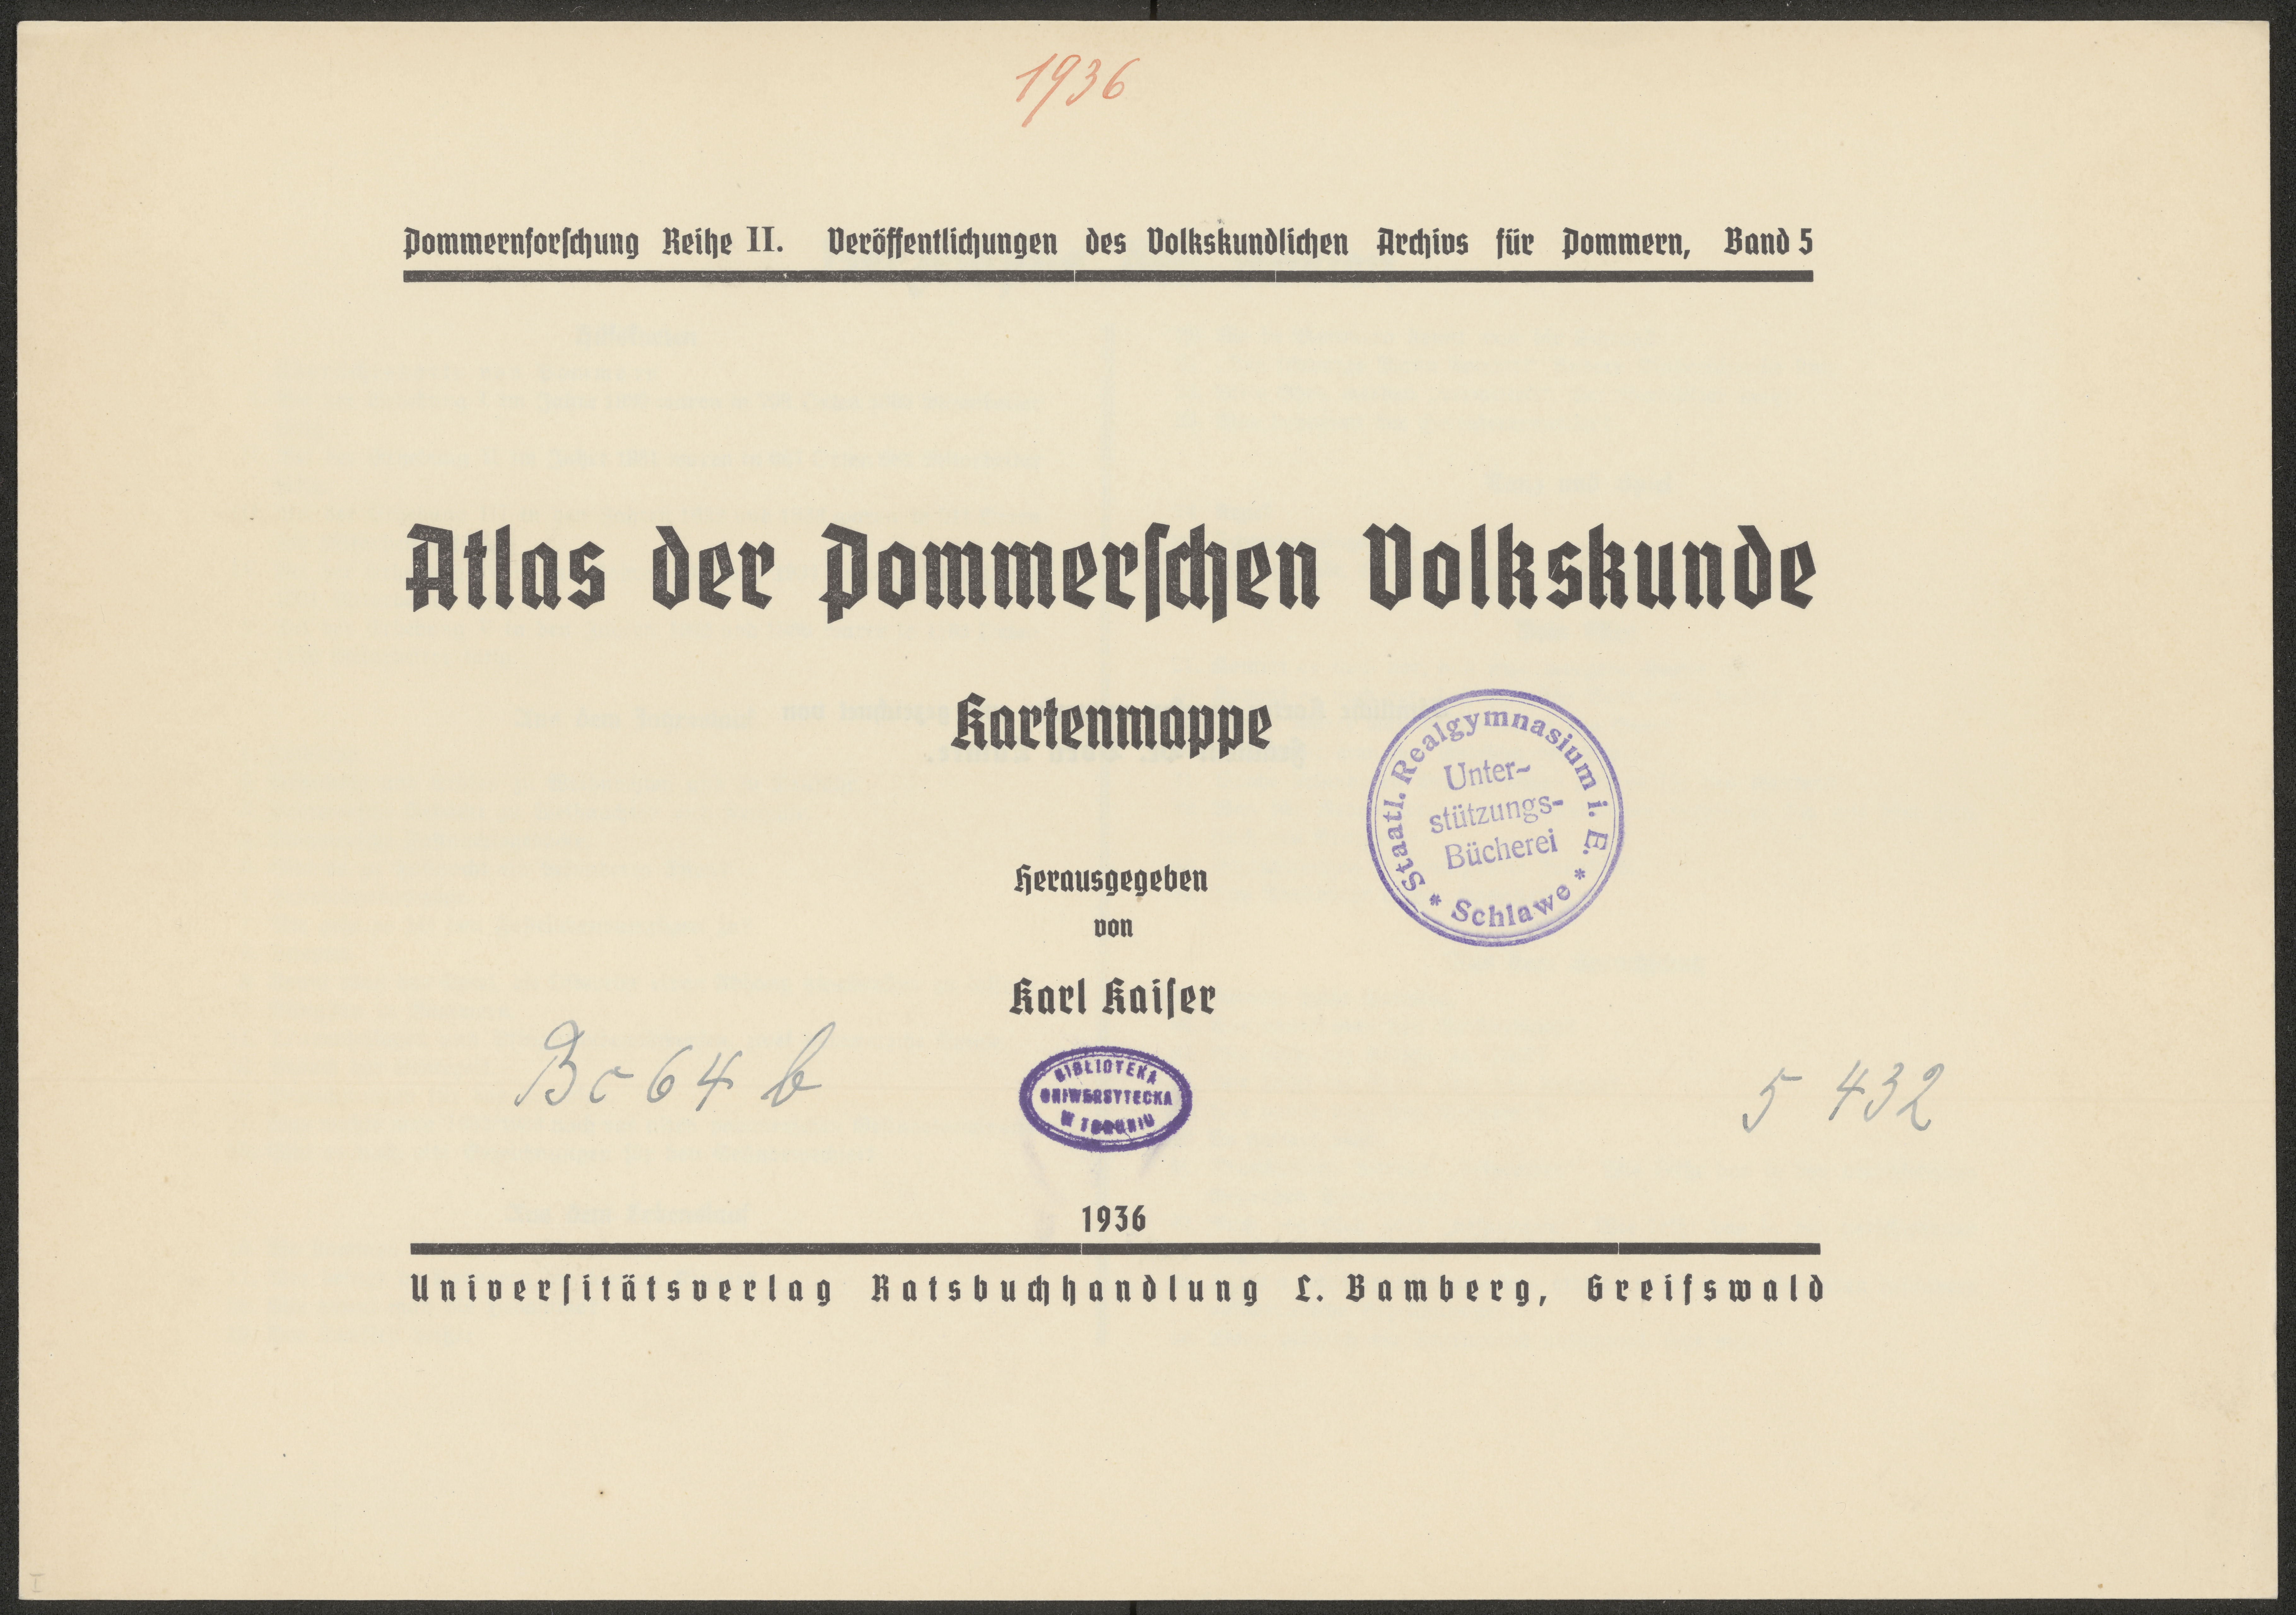 1936
Pommernforschung Reihe II. Veröffentlichungen des Volkskundlichen Archivs für Pommern, Band 5
Atlas der Pommerschen Volkskunde
Kartenmappe
Staatl. Realgymnasium i. E.
Unter-
stützungs-
Bücherei
* Schlawe *
Herausgegeben
von
Karl Kaiser
Bc 64 b
5 432
BIBLIOTEKA
UNIWERSYTECKA
W TORUNIU
1936
Universitätsverlag Ratsbuchhandlung L. Bamberg, Greifswald
I